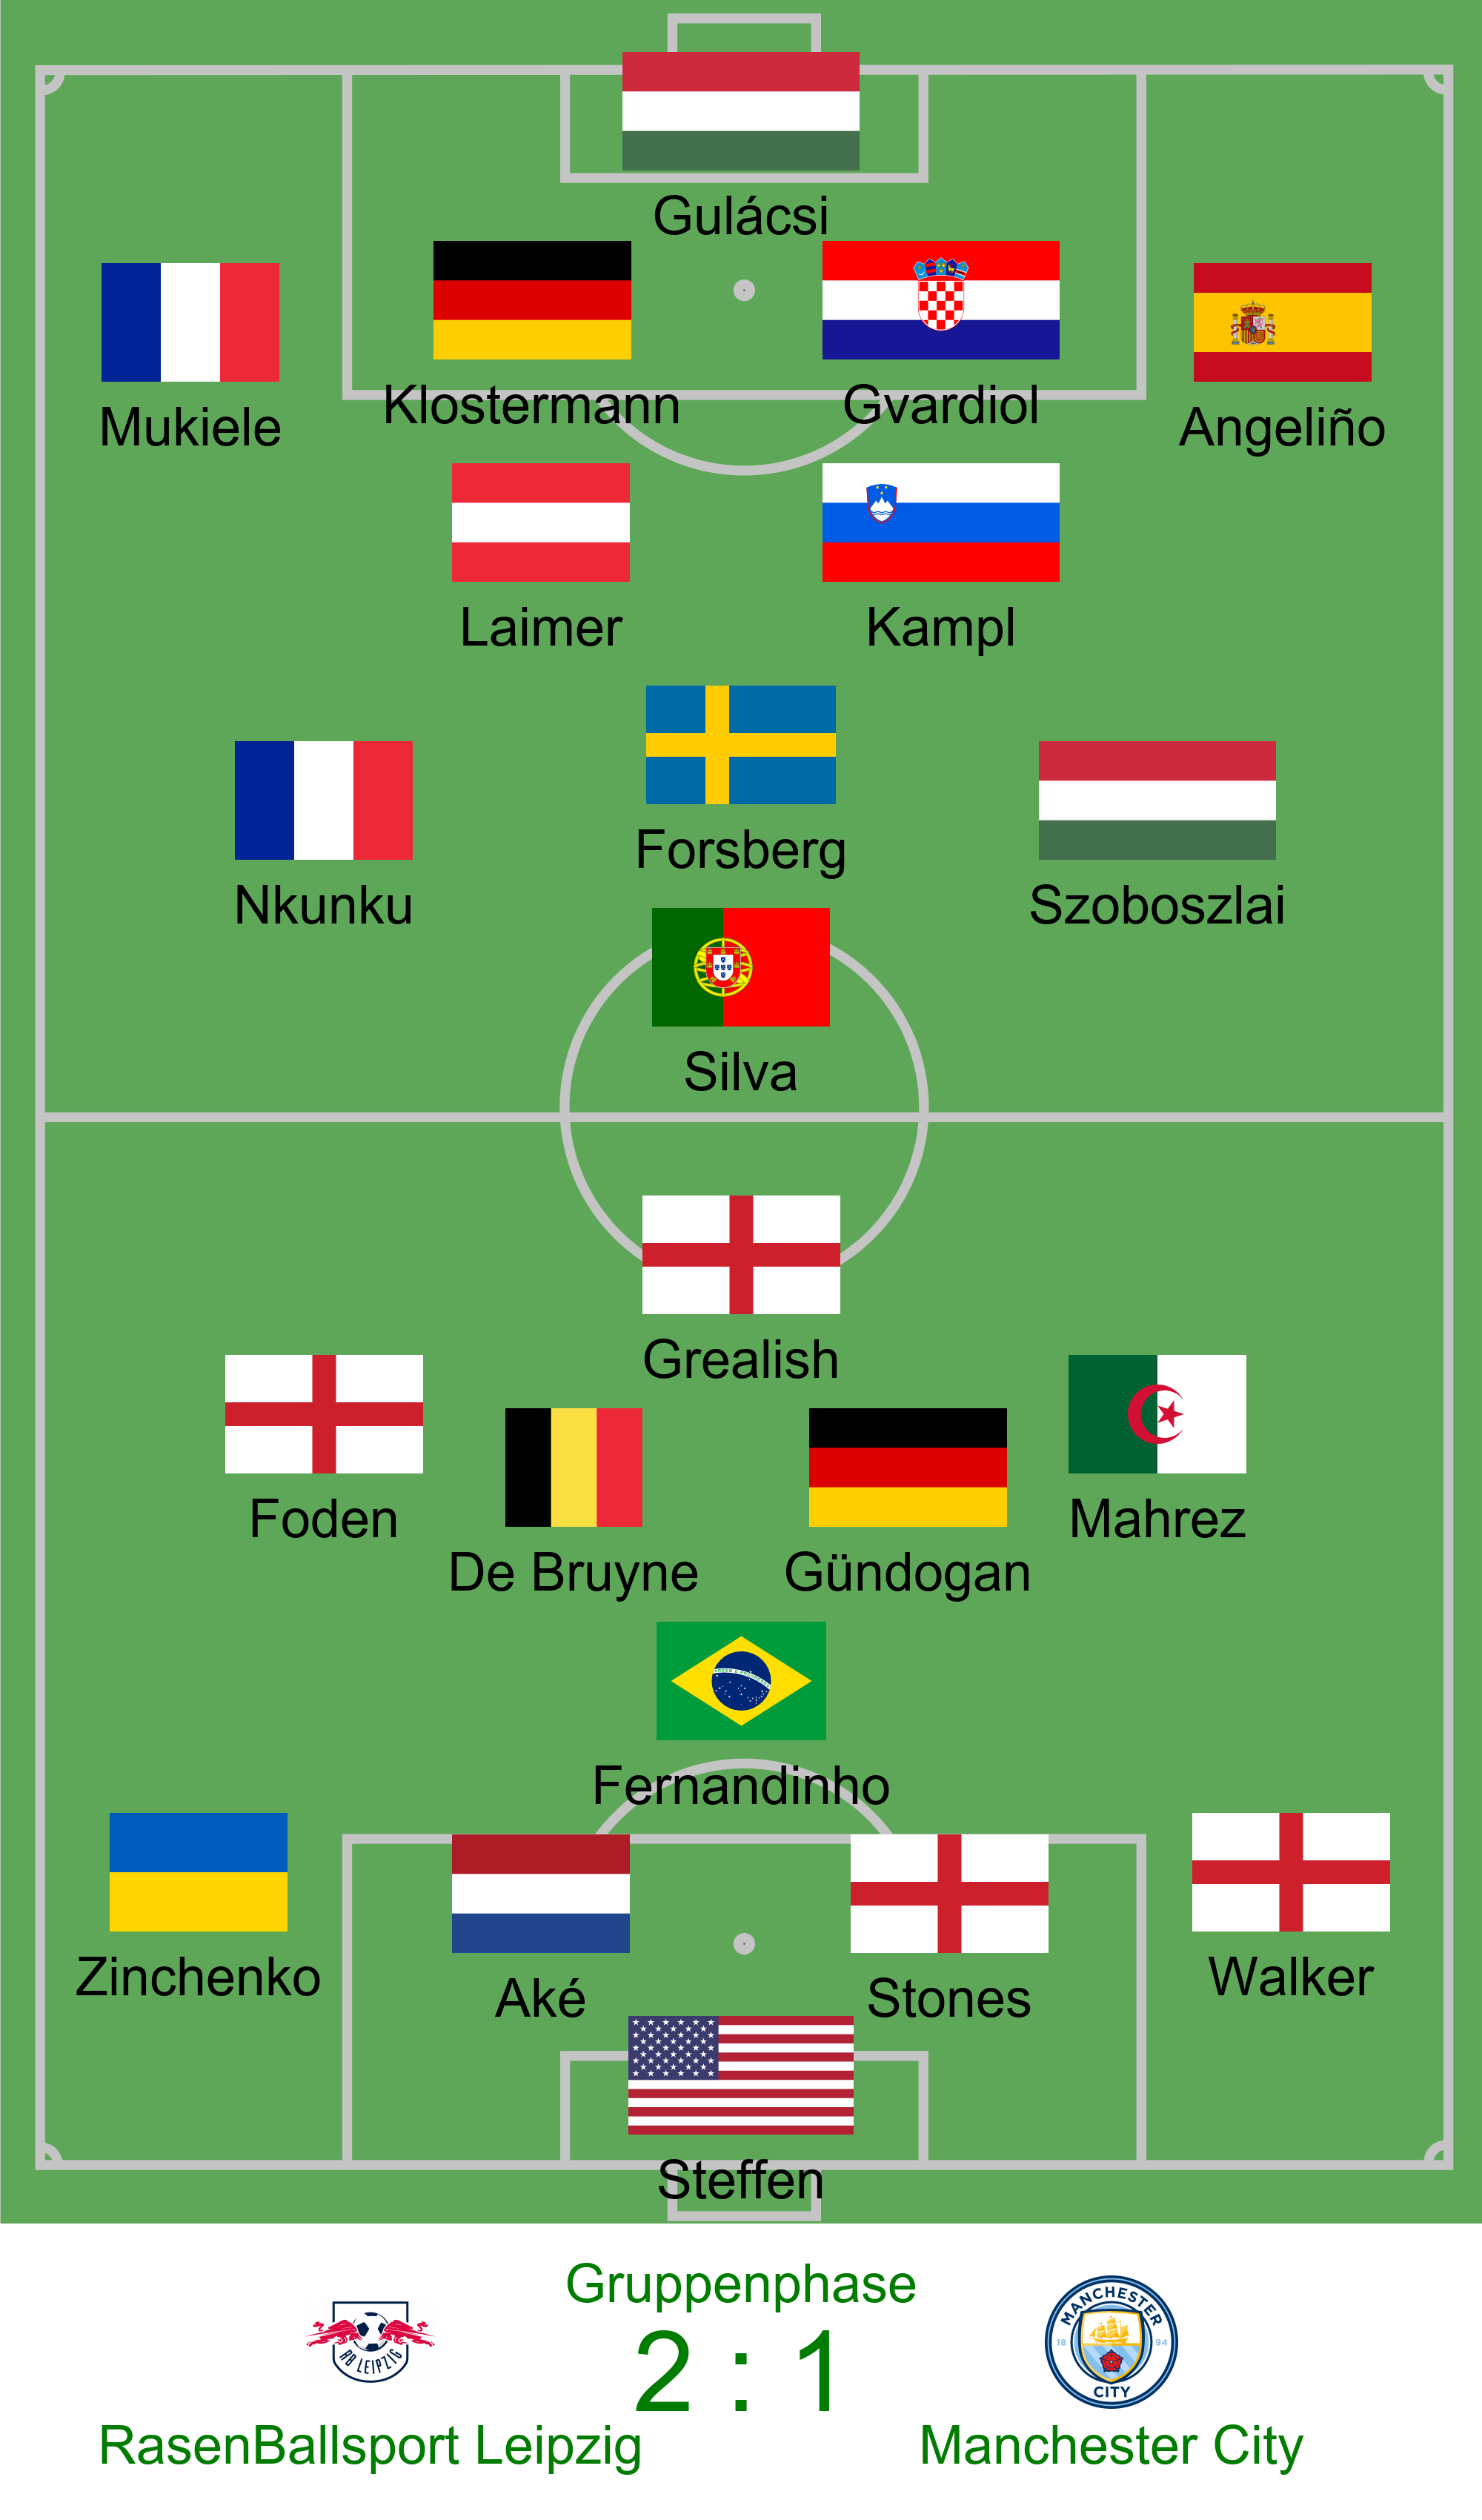 Gulácsi
Mukiele
Klostermann
Gvardiol
Angeliño
Laimer
Kampl
Forsberg
Nkunku
Szoboszlai
Silva
Grealish
Foden
Mahrez
De Bruyne
Gündogan
Fernandinho
Zinchenko
Aké
Stones
Walker
Steffen
Gruppenphase
2 : 1
RB LEIPZIG
MANCHESTER
18 94
CITY
RasenBallsport Leipzig
Manchester City